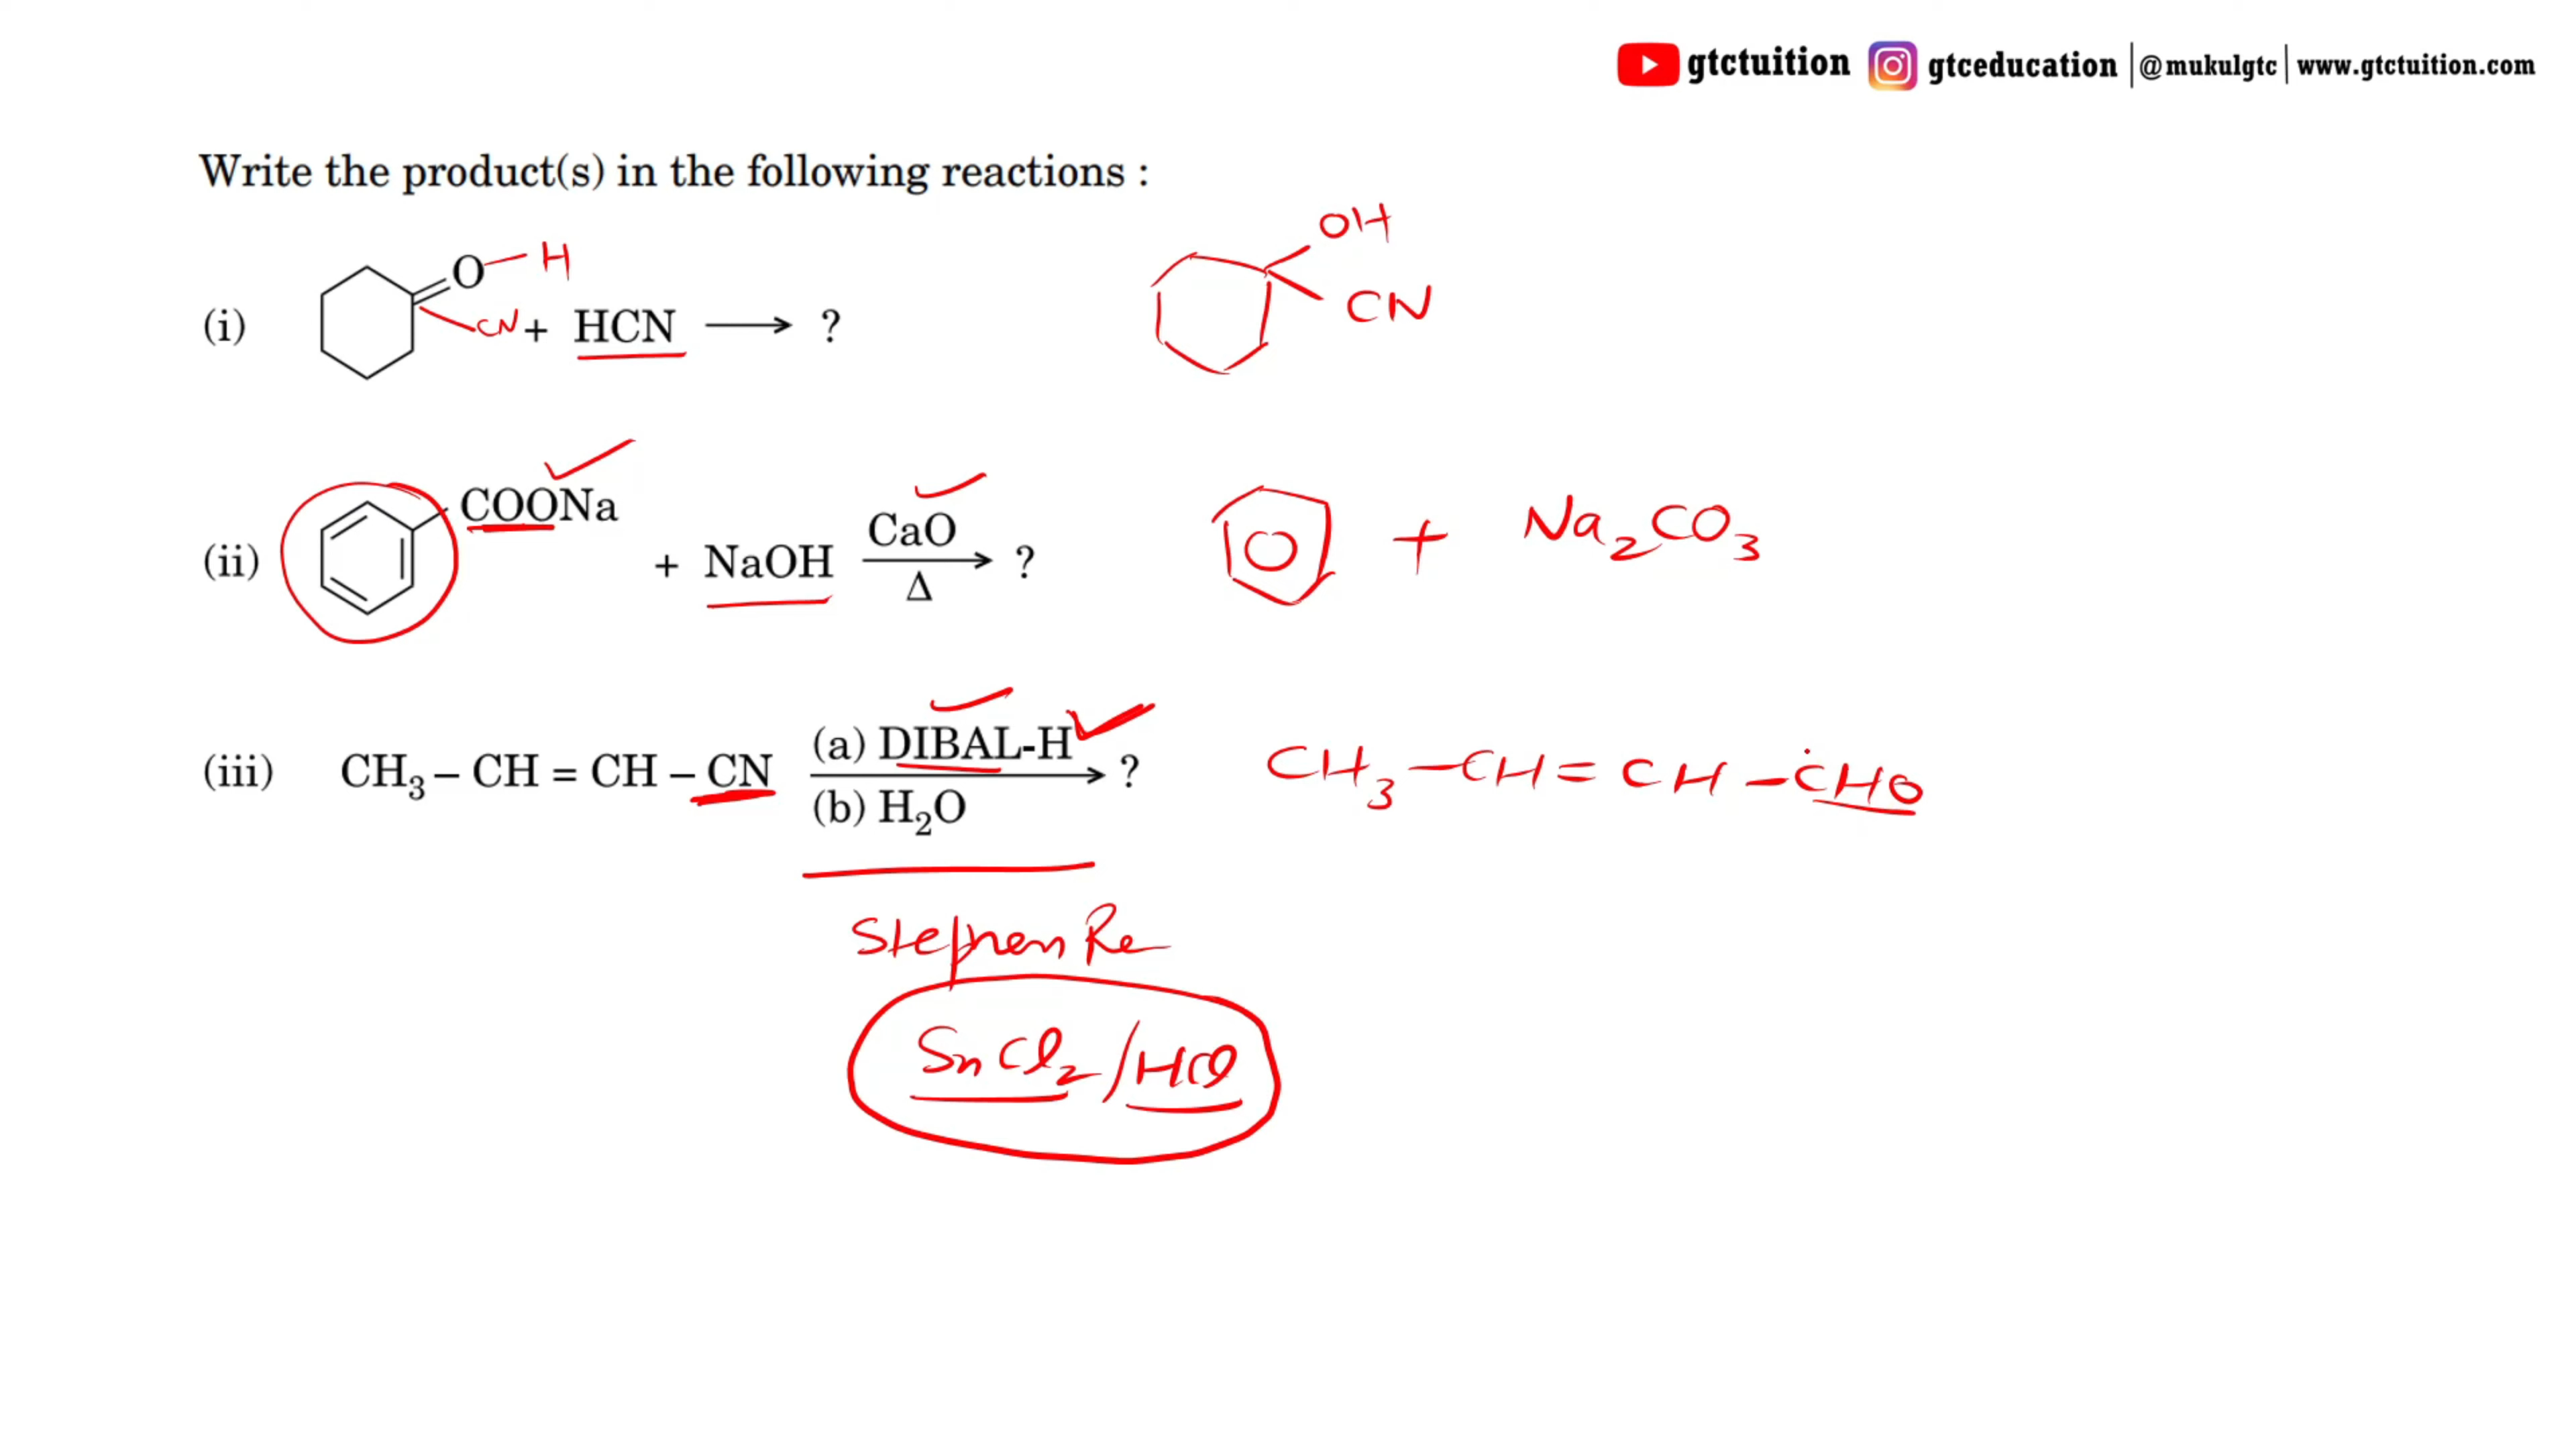 gtctuition gtceducation |@mukulgtc| www.gtctuition.com
Write the product(s) in the following reactions :
(i) O — H CN + HCN ⟶ ? OH CN
(ii) COONa + NaOH CaO ⟶ Δ ? + Na₂CO₃
(iii) CH₃ – CH = CH – CN (a) DIBAL-H ⟶ (b) H₂O ? CH₃ – CH = CH – CHO
Stephen Re
SnCl₂ / HCl